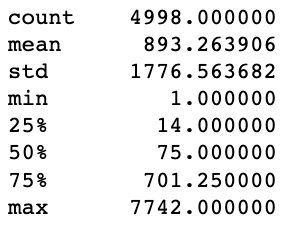 count 4998.000000
mean 893.263906
std 1776.563682
min 1.000000
25% 14.000000
50% 75.000000
75% 701.250000
max 7742.000000